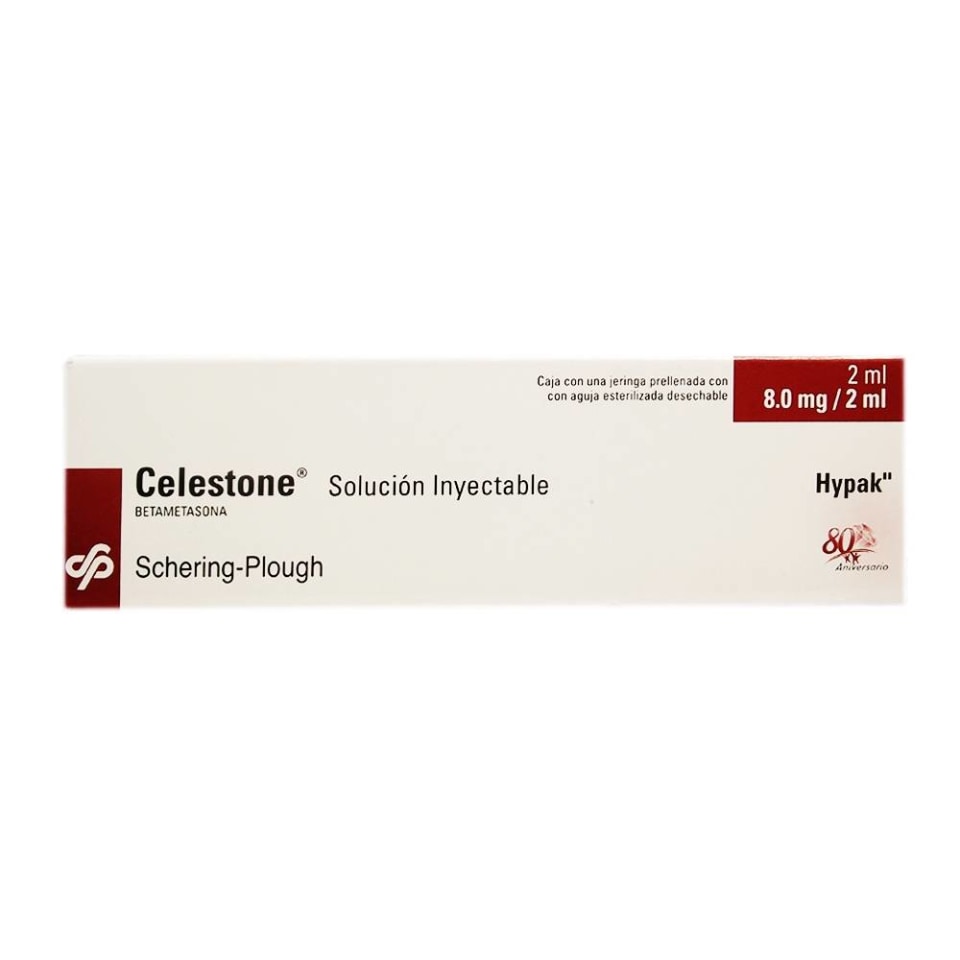 Caja con una jeringa prellenada con
con aguja esterilizada desechable
2 ml
8.0 mg / 2 ml
Celestone® Solución Inyectable
BETAMETASONA
Hypak"
80
Aniversario
Schering-Plough